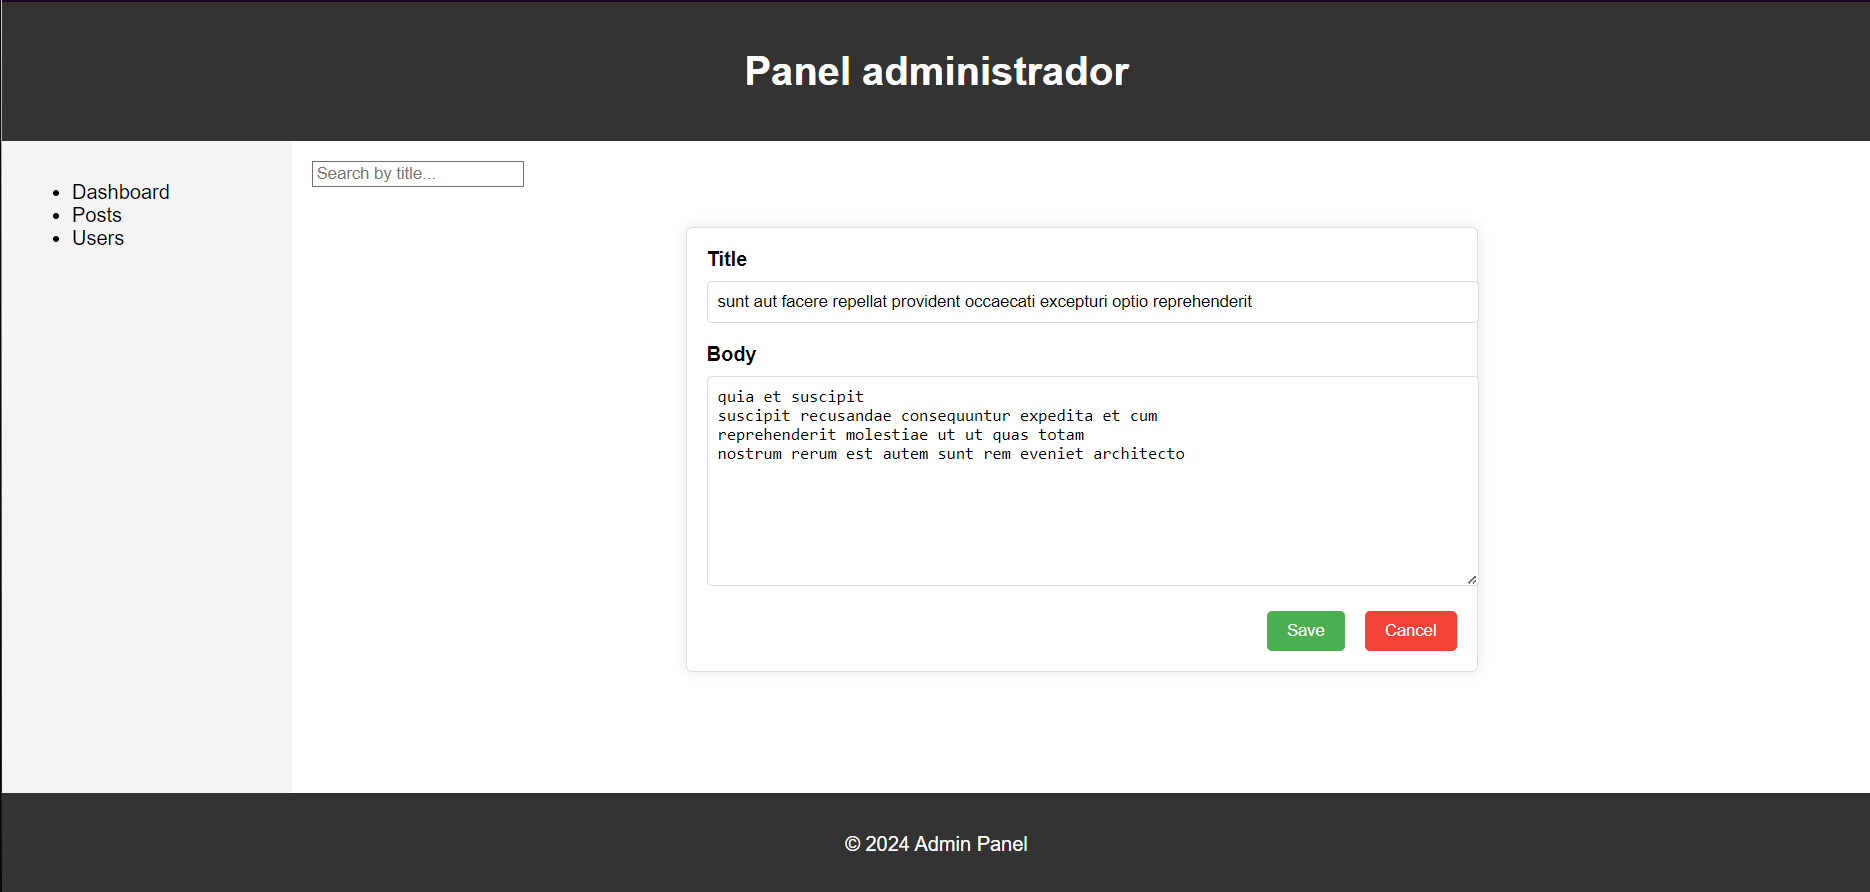 Panel administrador
Dashboard
Posts
Users
Search by title...
Title
sunt aut facere repellat provident occaecati excepturi optio reprehenderit
Body
quia et suscipit
suscipit recusandae consequuntur expedita et cum
reprehenderit molestiae ut ut quas totam
nostrum rerum est autem sunt rem eveniet architecto
Save Cancel
© 2024 Admin Panel